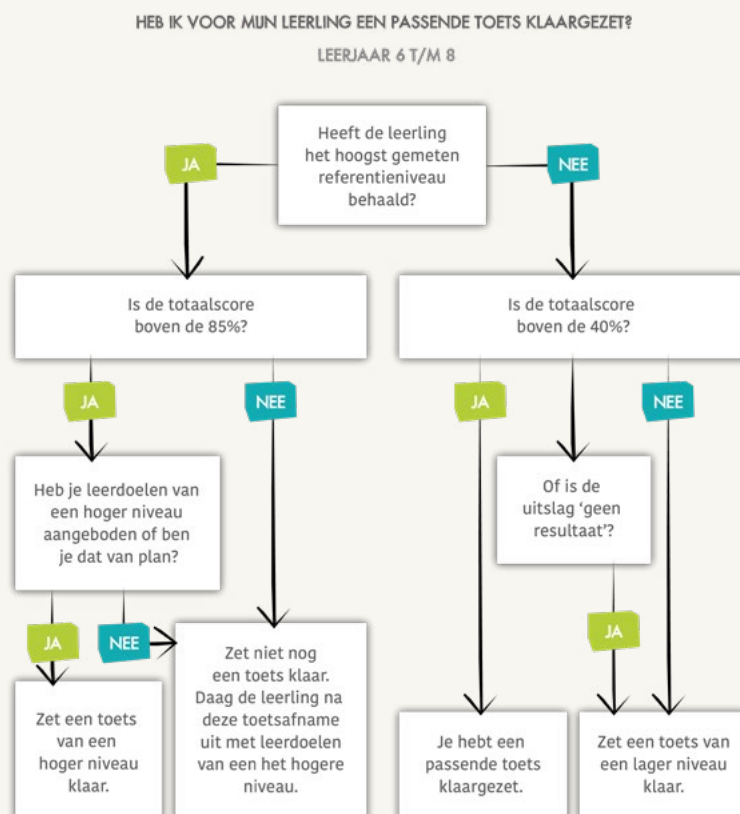 HEB IK VOOR MIJN LEERLING EEN PASSENDE TOETS KLAARGEZET?
LEERJAAR 6 T/M 8
Heeft de leerling
het hoogst gemeten
referentieniveau
behaald?
JA
NEE
Is de totaalscore
boven de 85%?
Is de totaalscore
boven de 40%?
JA
NEE
JA
NEE
Heb je leerdoelen van
een hoger niveau
aangeboden of ben
je dat van plan?
Of is de
uitslag ‘geen
resultaat’?
JA
NEE
JA
Zet een toets
van een
hoger niveau
klaar.
Zet niet nog
een toets klaar.
Daag de leerling na
deze toetsafname
uit met leerdoelen
van een het hogere
niveau.
Je hebt een
passende toets
klaargezet.
Zet een toets van
een lager niveau
klaar.